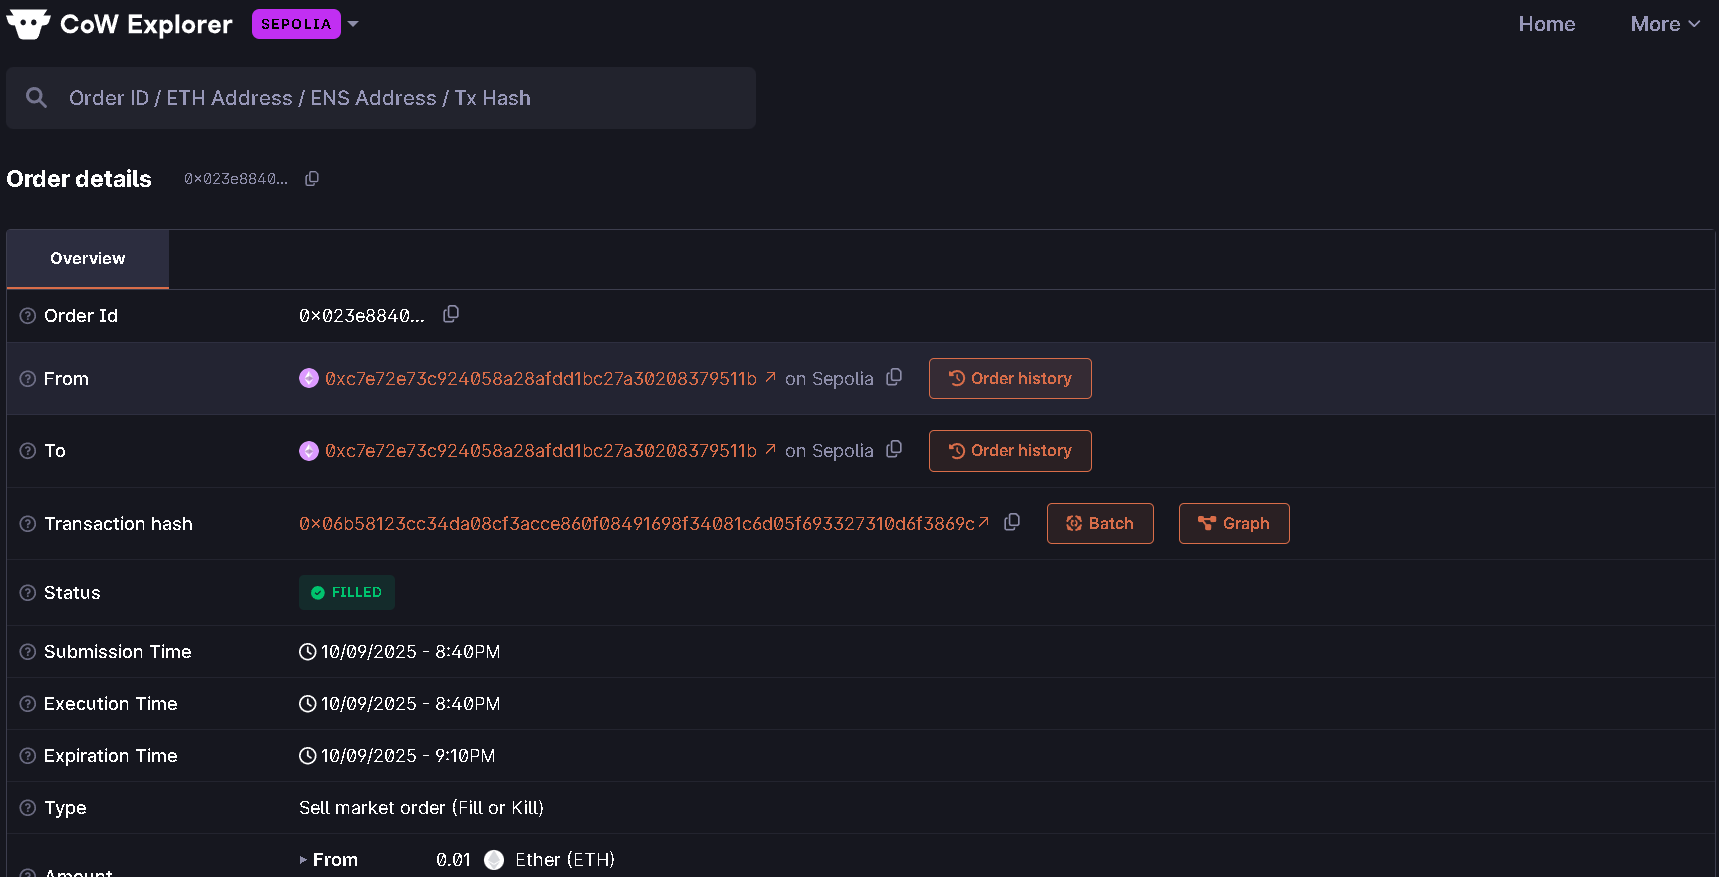 CoW Explorer SEPOLIA Home More
Order ID / ETH Address / ENS Address / Tx Hash
Order details 0x023e8840...
Overview
Order Id 0x023e8840...
From 0xc7e72e73c924058a28afdd1bc27a30208379511b ↗ on Sepolia Order history
To 0xc7e72e73c924058a28afdd1bc27a30208379511b ↗ on Sepolia Order history
Transaction hash 0x06b58123cc34da08cf3acce860f08491698f34081c6d05f693327310d6f3869c↗ Batch Graph
Status FILLED
Submission Time 10/09/2025 - 8:40PM
Execution Time 10/09/2025 - 8:40PM
Expiration Time 10/09/2025 - 9:10PM
Type Sell market order (Fill or Kill)
From 0.01 Ether (ETH)
Amount